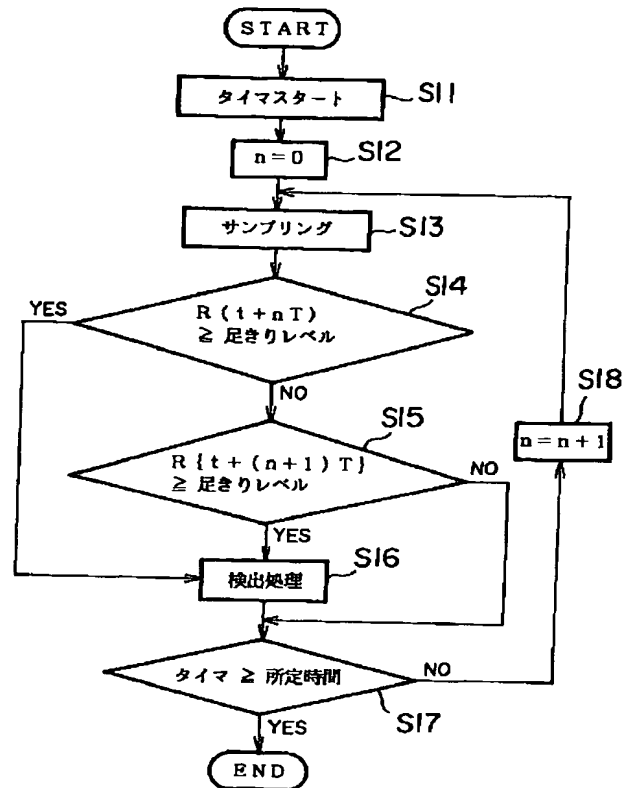 START
タイマスタート
S11
n=0
S12
サンプリング
S13
S14
YES
R(t+nT)
≧ 足きりレベル
NO
S15
R{t+(n+1)T}
≧ 足きりレベル
NO
YES
S18
n=n+1
検出処理
S16
タイマ ≧ 所定時間
NO
S17
YES
END